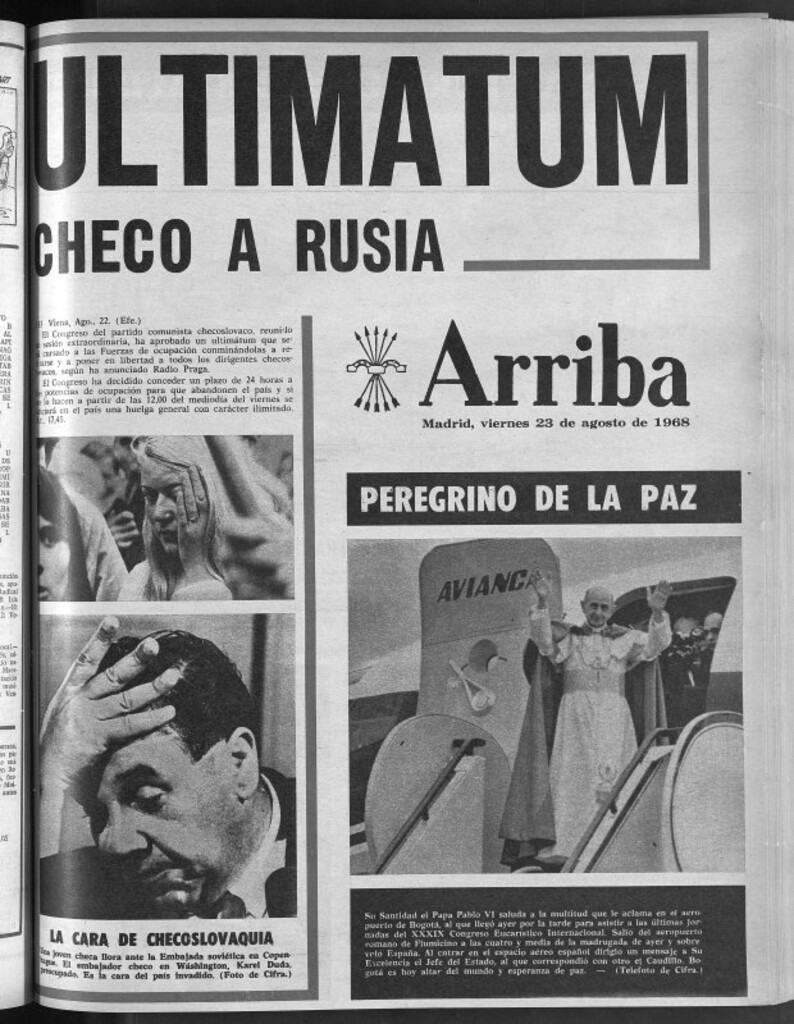 ULTIMATUM
CHECO A RUSIA
Viena, Ago., 22. (Efe.)
El Congreso del partido comunista checoslovaco, reunido
sesión extraordinaria, ha aprobado un ultimátum que se
cursado a las Fuerzas de ocupación conminándolas a re-
y a poner en libertad a todos los dirigentes checos-
según ha anunciado Radio Praga.
El Congreso ha decidido conceder un plazo de 24 horas a
potencias de ocupación para que abandonen el país y si
lo hacen a partir de las 12,00 del mediodía del viernes se
en el país una huelga general con carácter ilimitado.
17,45.
Arriba
Madrid, viernes 23 de agosto de 1968
PEREGRINO DE LA PAZ
AVIANCA
LA CARA DE CHECOSLOVAQUIA
joven checa llora ante la Embajada soviética en Copen-
El embajador checo en Wáshington, Karel Duda,
preocupado. Es la cara del país invadido. (Foto de Cifra.)
Su Santidad el Papa Pablo VI saluda a la multitud que le aclama en el aero-
puerto de Bogotá, al que llegó ayer por la tarde para asistir a las últimas jor-
nadas del XXXIX Congreso Eucarístico Internacional. Salió del aeropuerto
romano de Fiumicino a las cuatro y media de la madrugada de ayer y sobre
veló España. Al entrar en el espacio aéreo español dirigió un mensaje a Su
Excelencia el Jefe del Estado, al que correspondió con otro el Caudillo. Bo-
gotá es hoy altar del mundo y esperanza de paz. — (Telefoto de Cifra.)